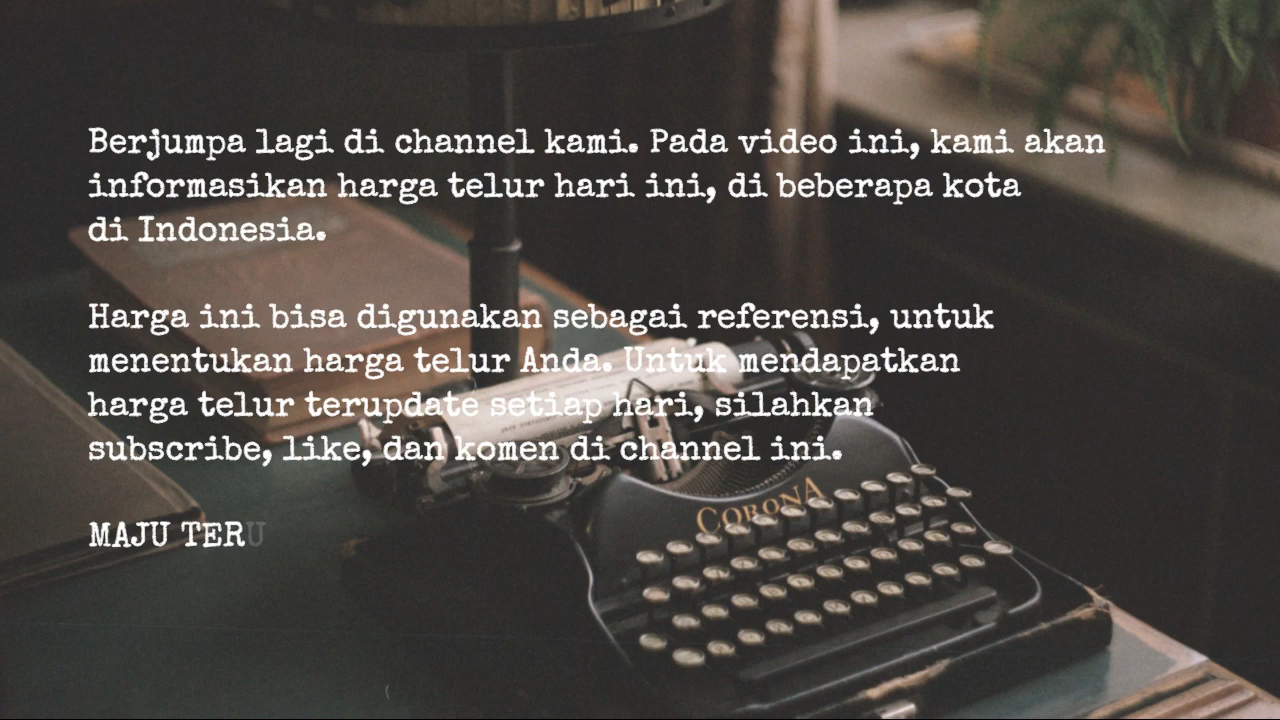 Berjumpa lagi di channel kami. Pada video ini, kami akan
informasikan harga telur hari ini, di beberapa kota
di Indonesia.
Harga ini bisa digunakan sebagai referensi, untuk
menentukan harga telur Anda. Untuk mendapatkan
harga telur terupdate setiap hari, silahkan
subscribe, like, dan komen di channel ini.
CORONA
MAJU TERU